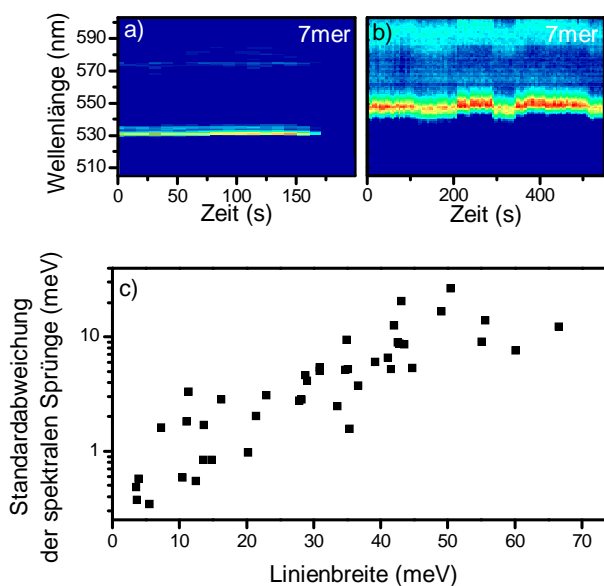 a)
7mer
b)
7mer
590
570
550
530
510
Wellenlänge (nm)
0
50
100
150
Zeit (s)
0
200
400
Zeit (s)
c)
10
1
Standardabweichung
der spektralen Sprünge (meV)
0
10
20
30
40
50
60
70
Linienbreite (meV)